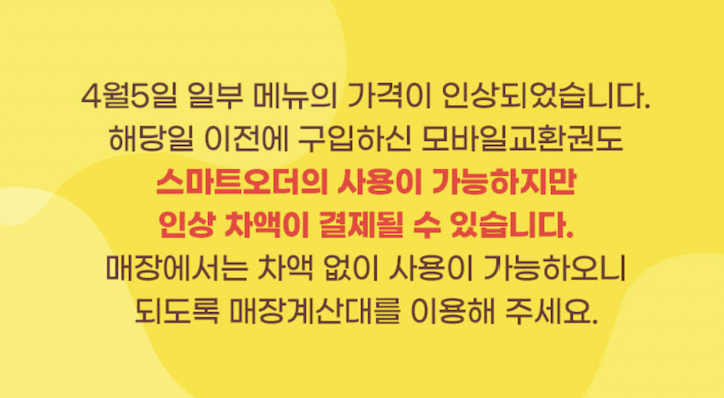 4월5일 일부 메뉴의 가격이 인상되었습니다.
해당일 이전에 구입하신 모바일교환권도
스마트오더의 사용이 가능하지만
인상 차액이 결제될 수 있습니다.
매장에서는 차액 없이 사용이 가능하오니
되도록 매장계산대를 이용해 주세요.